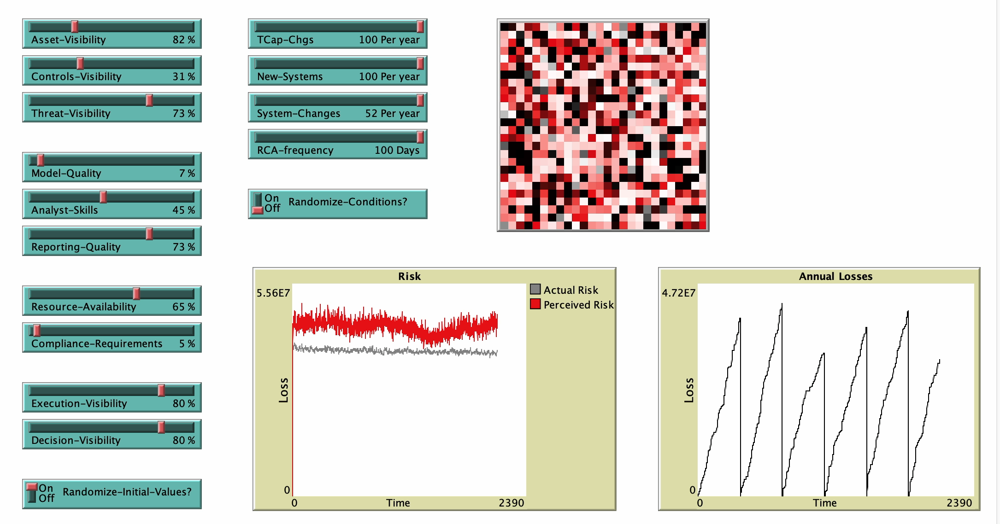 Asset-Visibility 82 %
Controls-Visibility 31 %
Threat-Visibility 73 %
Model-Quality 7 %
Analyst-Skills 45 %
Reporting-Quality 73 %
Resource-Availability 65 %
Compliance-Requirements 5 %
Execution-Visibility 80 %
Decision-Visibility 80 %
On
Off
Randomize-Initial-Values?
TCap-Chgs 100 Per year
New-Systems 100 Per year
System-Changes 52 Per year
RCA-frequency 100 Days
On
Off
Randomize-Conditions?
Risk
5.56E7
Loss
0
0 Time 2390
Actual Risk
Perceived Risk
Annual Losses
4.72E7
Loss
0
0 Time 2390